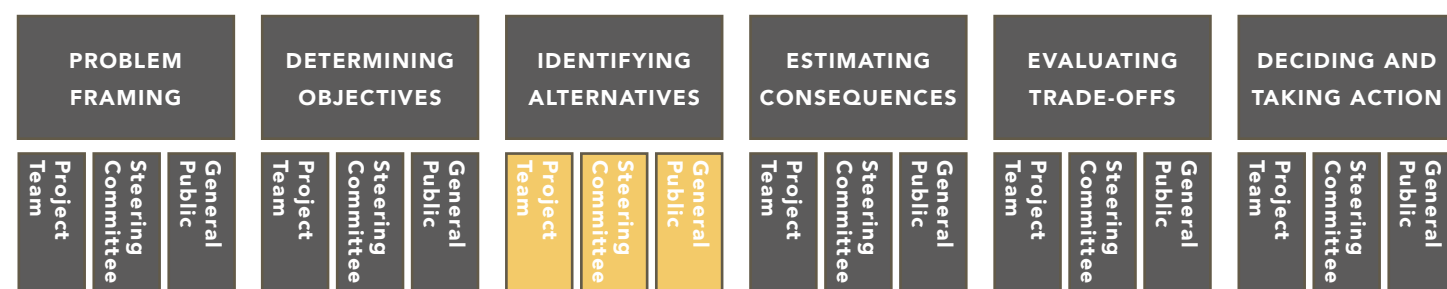 PROBLEM
FRAMING
Project
Team
Steering
Committee
General
Public
DETERMINING
OBJECTIVES
Project
Team
Steering
Committee
General
Public
IDENTIFYING
ALTERNATIVES
Project
Team
Steering
Committee
General
Public
ESTIMATING
CONSEQUENCES
Project
Team
Steering
Committee
General
Public
EVALUATING
TRADE-OFFS
Project
Team
Steering
Committee
General
Public
DECIDING AND
TAKING ACTION
Project
Team
Steering
Committee
General
Public